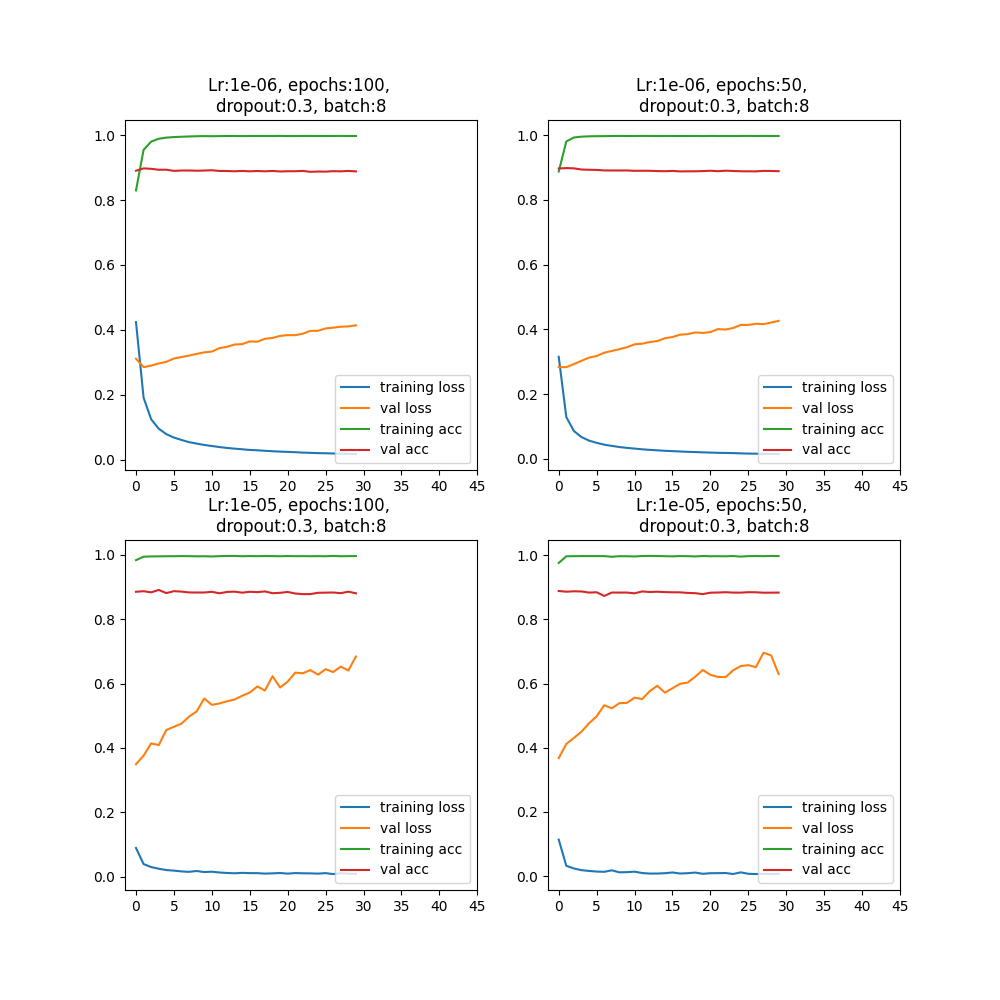 Lr:1e-06, epochs:100,
dropout:0.3, batch:8
1.0
0.8
0.6
0.4
0.2
0.0
training loss
val loss
training acc
val acc
0 5 10 15 20 25 30 35 40 45
Lr:1e-06, epochs:50,
dropout:0.3, batch:8
1.0
0.8
0.6
0.4
0.2
0.0
training loss
val loss
training acc
val acc
0 5 10 15 20 25 30 35 40 45
Lr:1e-05, epochs:100,
dropout:0.3, batch:8
1.0
0.8
0.6
0.4
0.2
0.0
training loss
val loss
training acc
val acc
0 5 10 15 20 25 30 35 40 45
Lr:1e-05, epochs:50,
dropout:0.3, batch:8
1.0
0.8
0.6
0.4
0.2
0.0
training loss
val loss
training acc
val acc
0 5 10 15 20 25 30 35 40 45